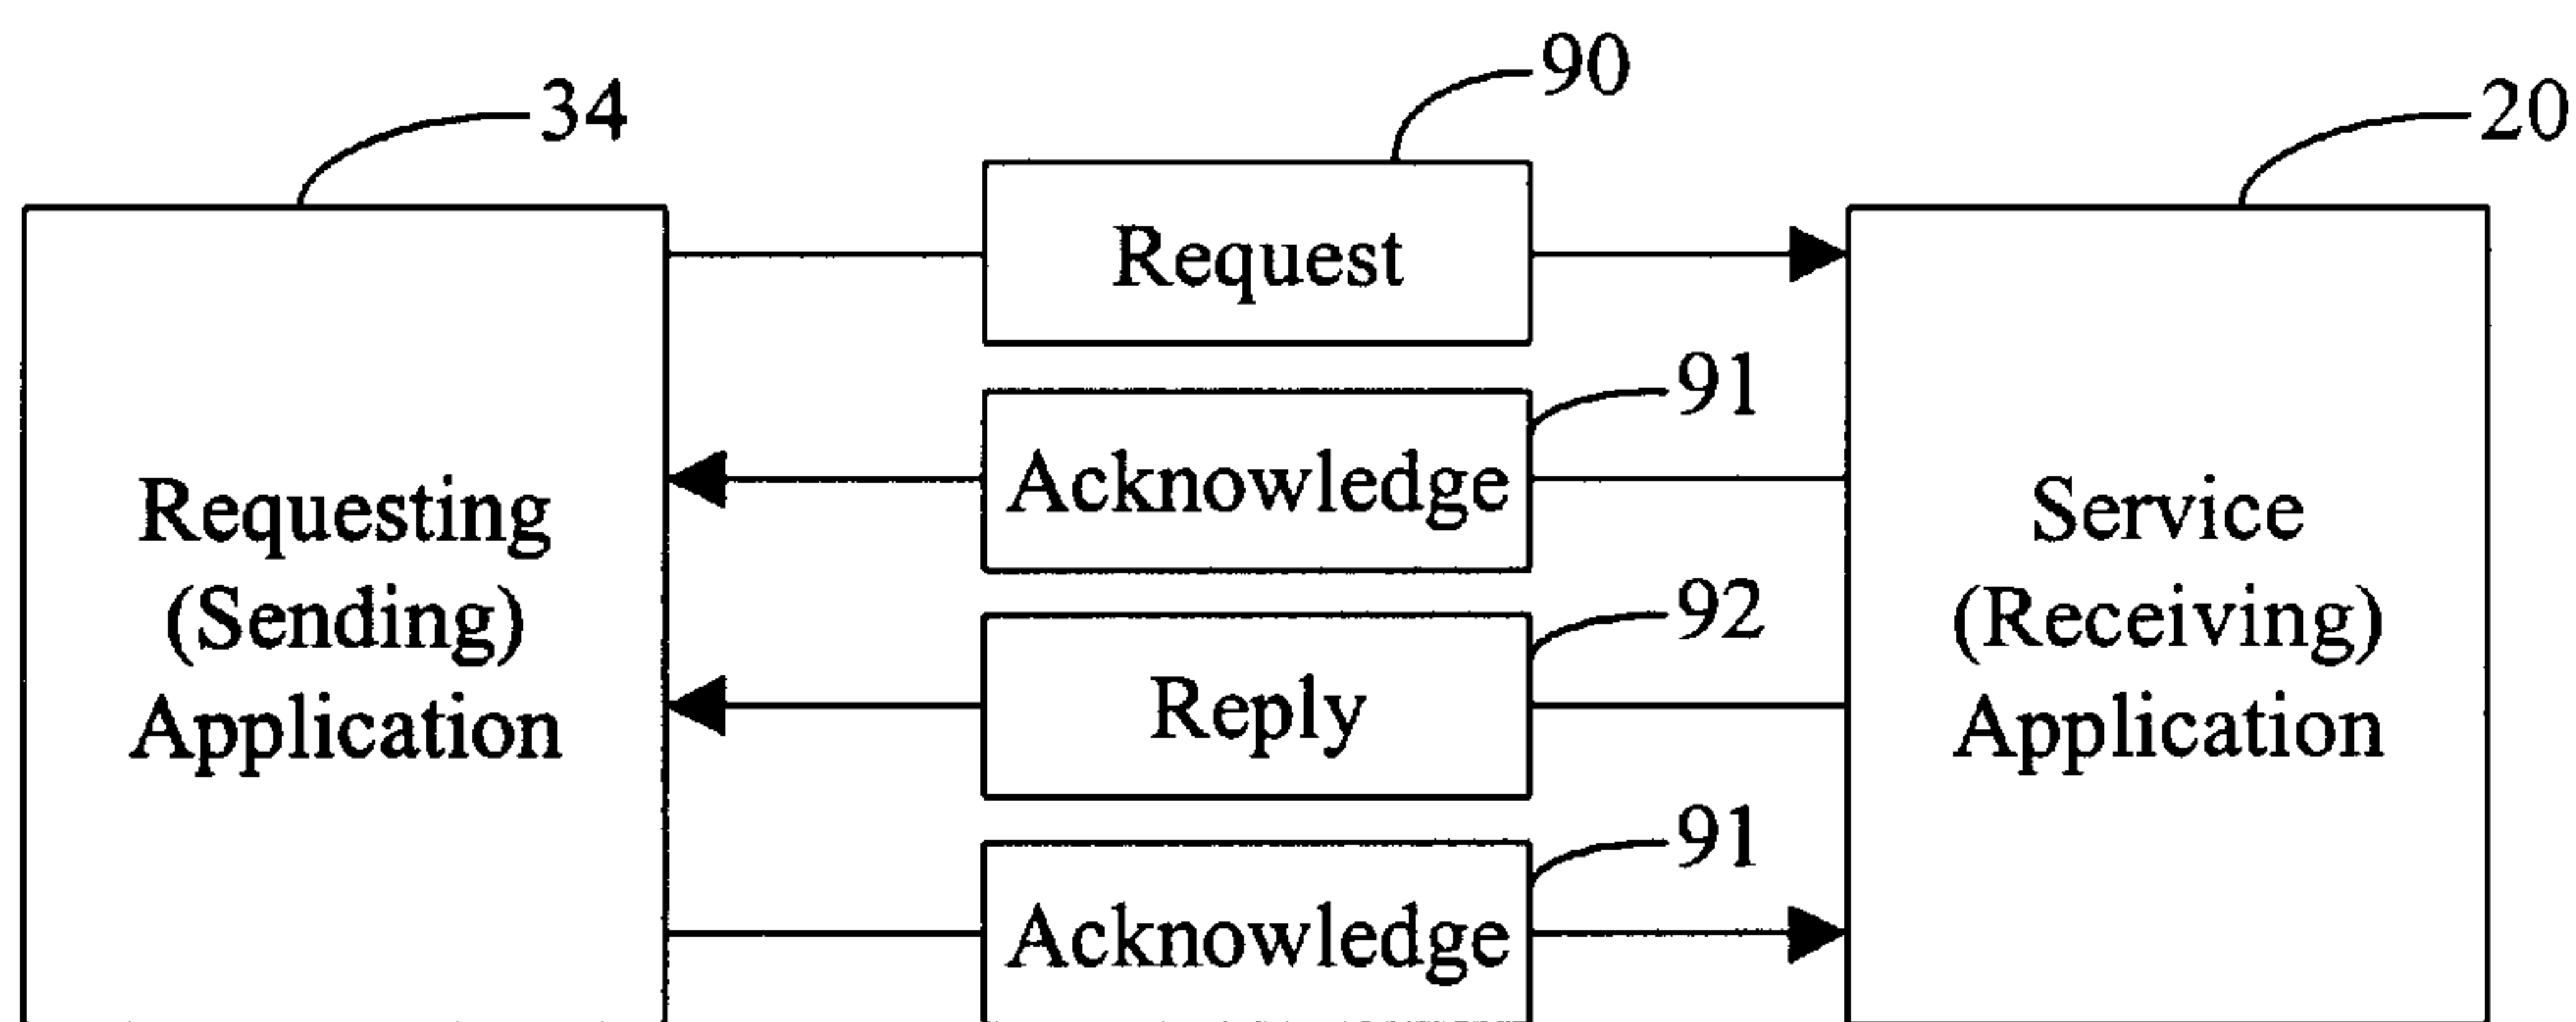 90
34
20
Request
91
Acknowledge
Requesting
(Sending)
Application
Service
(Receiving)
Application
92
Reply
91
Acknowledge